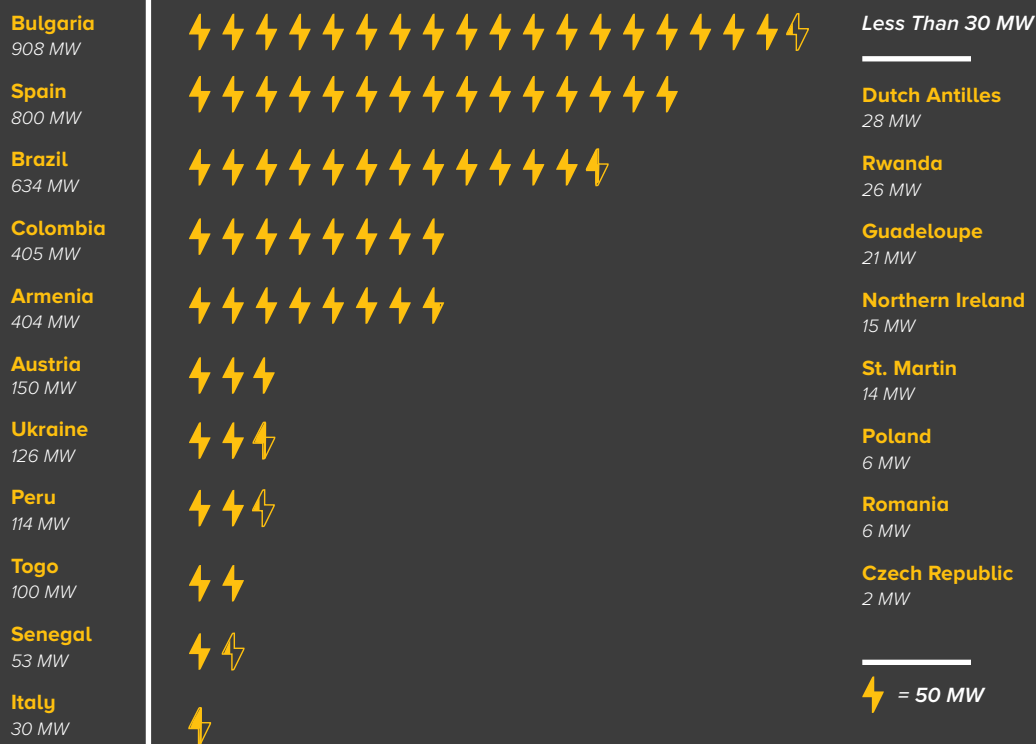 Bulgaria
908 MW
Spain
800 MW
Brazil
634 MW
Colombia
405 MW
Armenia
404 MW
Austria
150 MW
Ukraine
126 MW
Peru
114 MW
Togo
100 MW
Senegal
53 MW
Italy
30 MW
Less Than 30 MW
Dutch Antilles
28 MW
Rwanda
26 MW
Guadeloupe
21 MW
Northern Ireland
15 MW
St. Martin
14 MW
Poland
6 MW
Romania
6 MW
Czech Republic
2 MW
= 50 MW